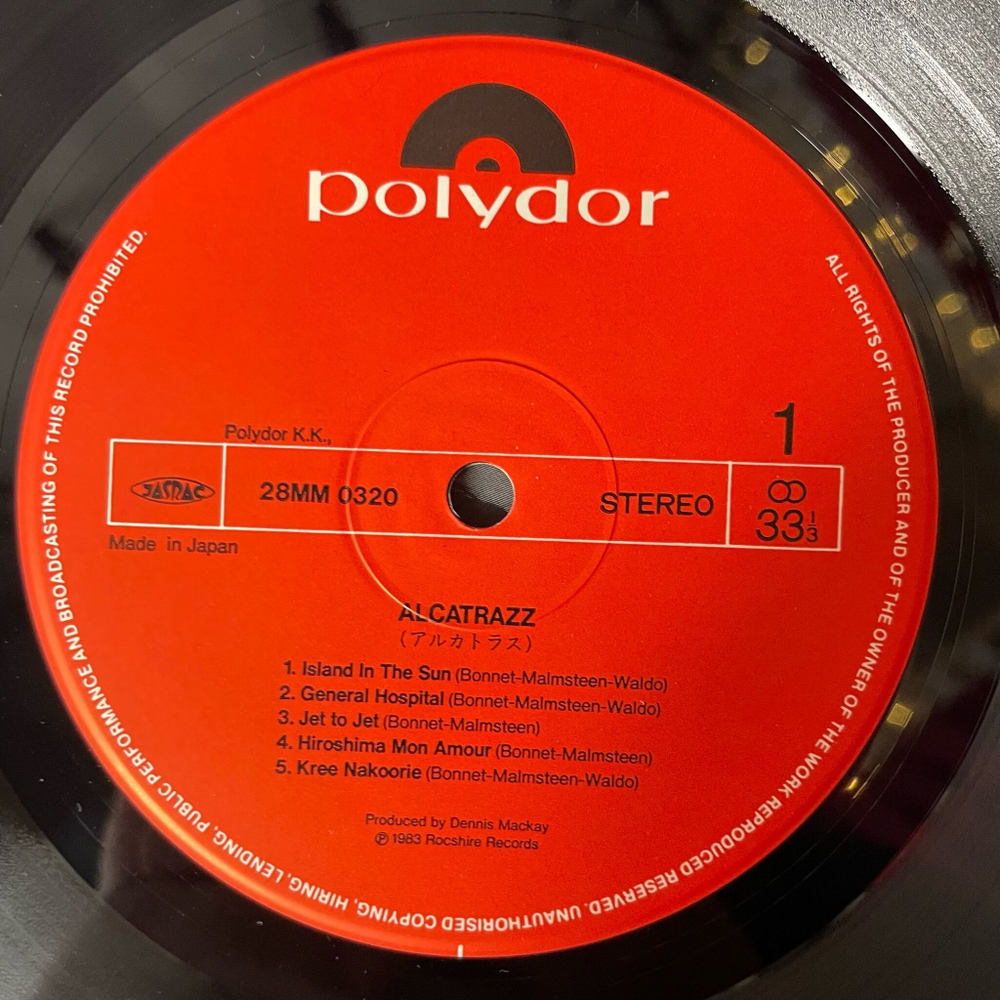 polydor
ALL RIGHTS OF THE PRODUCER AND OF THE OWNER OF THE WORK REPRODUCED RESERVED. UNAUTHORISED COPYING, HIRING, LENDING, PUBLIC PERFORMANCE AND BROADCASTING OF THIS RECORD PROHIBITED.
1
Polydor K.K.,
JASRAC 28MM 0320 STEREO 33 1/3
Made in Japan
ALCATRAZZ
(アルカトラス)
1. Island In The Sun (Bonnet-Malmsteen-Waldo)
2. General Hospital (Bonnet-Malmsteen-Waldo)
3. Jet to Jet (Bonnet-Malmsteen)
4. Hiroshima Mon Amour (Bonnet-Malmsteen)
5. Kree Nakoorie (Bonnet-Malmsteen-Waldo)
Produced by Dennis Mackay
℗ 1983 Rocshire Records